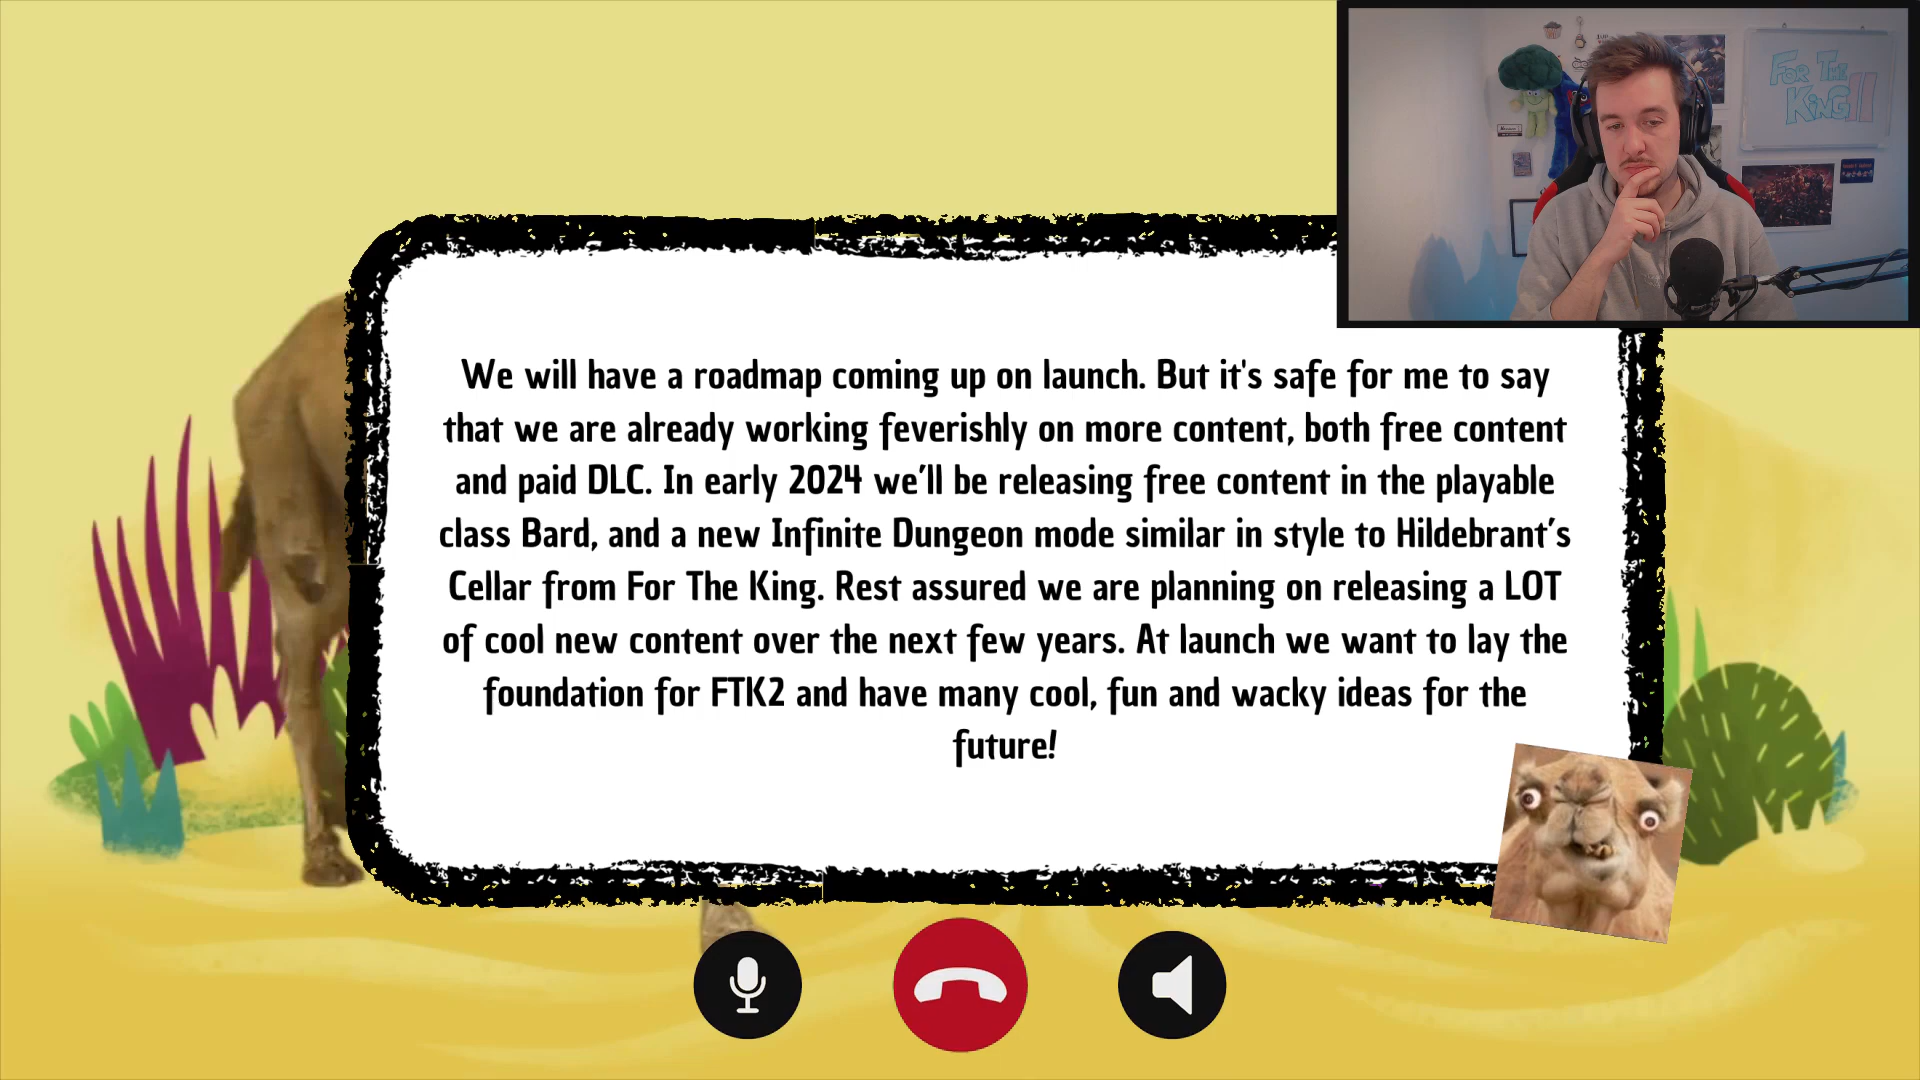 FOR THE
KING II
We will have a roadmap coming up on launch. But it's safe for me to say
that we are already working feverishly on more content, both free content
and paid DLC. In early 2024 we'll be releasing free content in the playable
class Bard, and a new Infinite Dungeon mode similar in style to Hildebrant's
Cellar from For The King. Rest assured we are planning on releasing a LOT
of cool new content over the next few years. At launch we want to lay the
foundation for FTK2 and have many cool, fun and wacky ideas for the
future!